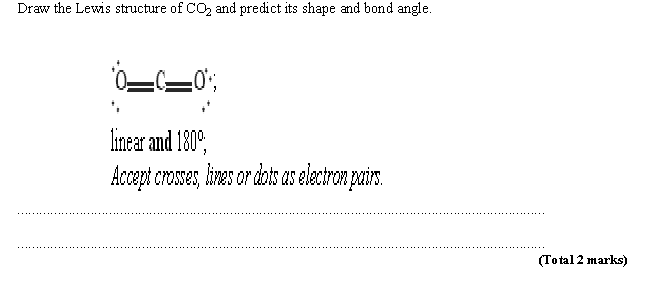 Draw the Lewis structure of CO₂ and predict its shape and bond angle.
O=C=O;
linear and 180°;
Accept crosses, lines or dots as electron pairs.
(Total 2 marks)